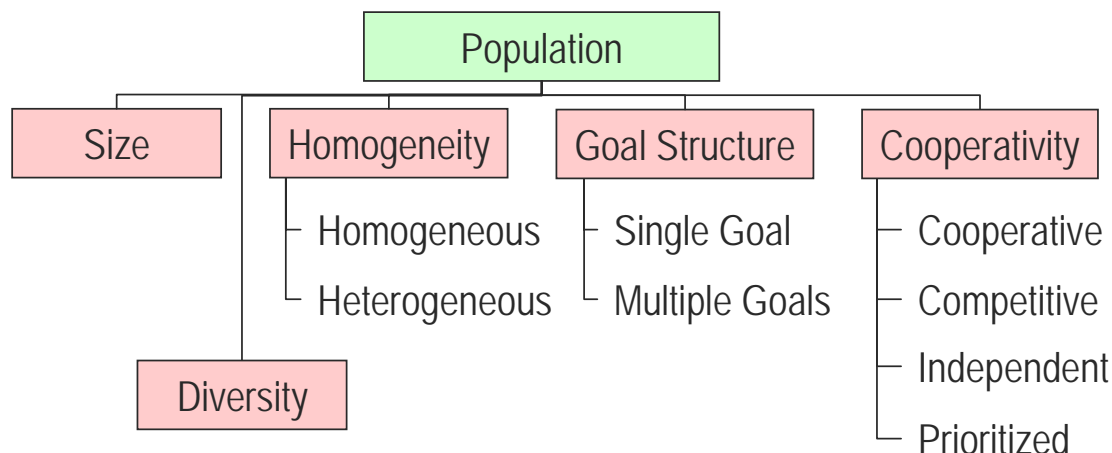 Population
Size
Homogeneity
Goal Structure
Cooperativity
Homogeneous
Heterogeneous
Single Goal
Multiple Goals
Cooperative
Competitive
Independent
Prioritized
Diversity